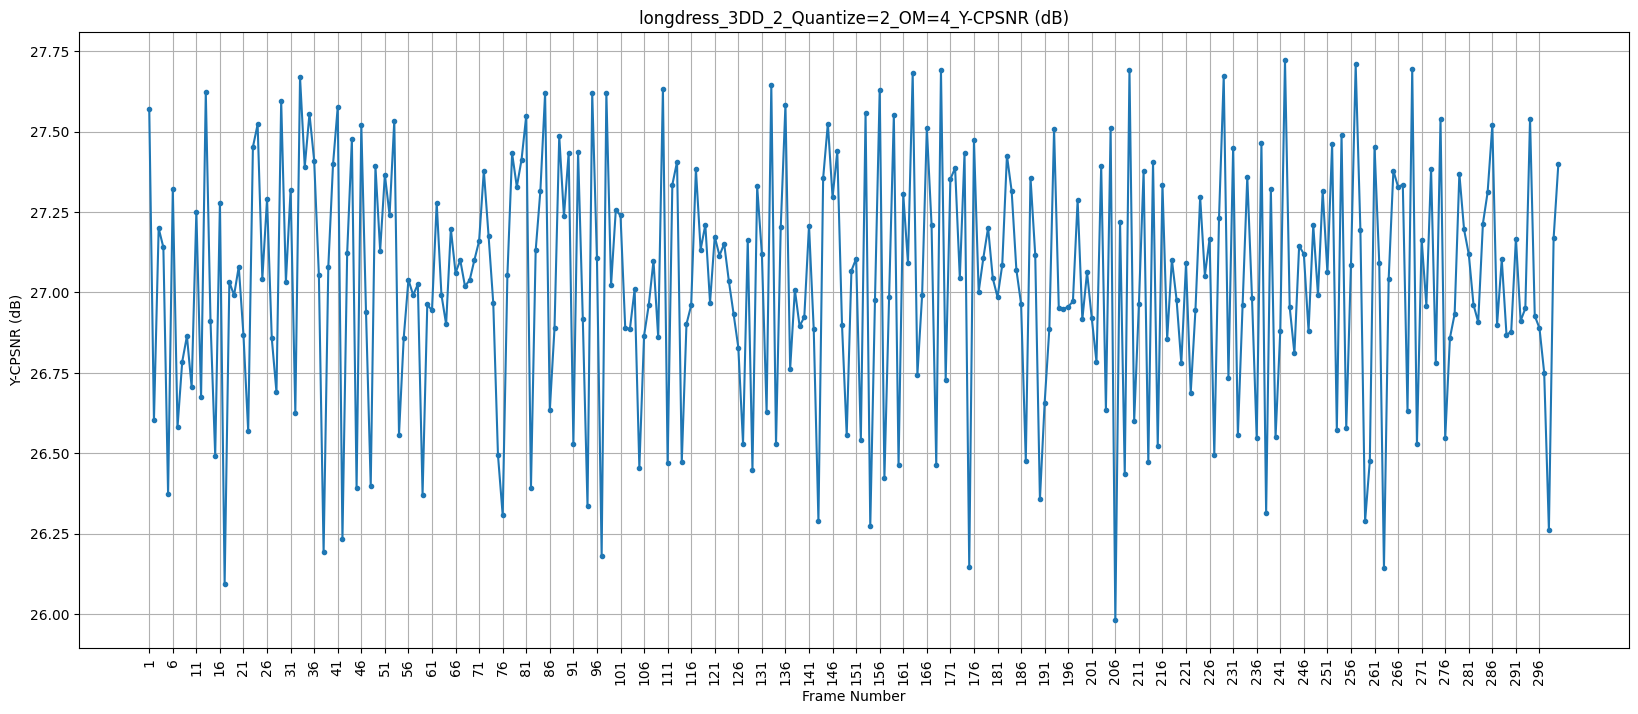 longdress_3DD_2_Quantize=2_OM=4_Y-CPSNR (dB)
Y-CPSNR (dB)
27.75
27.50
27.25
27.00
26.75
26.50
26.25
26.00
1 6 11 16 21 26 31 36 41 46 51 56 61 66 71 76 81 86 91 96 101 106 111 116 121 126 131 136 141 146 151 156 161 166 171 176 181 186 191 196 201 206 211 216 221 226 231 236 241 246 251 256 261 266 271 276 281 286 291 296
Frame Number